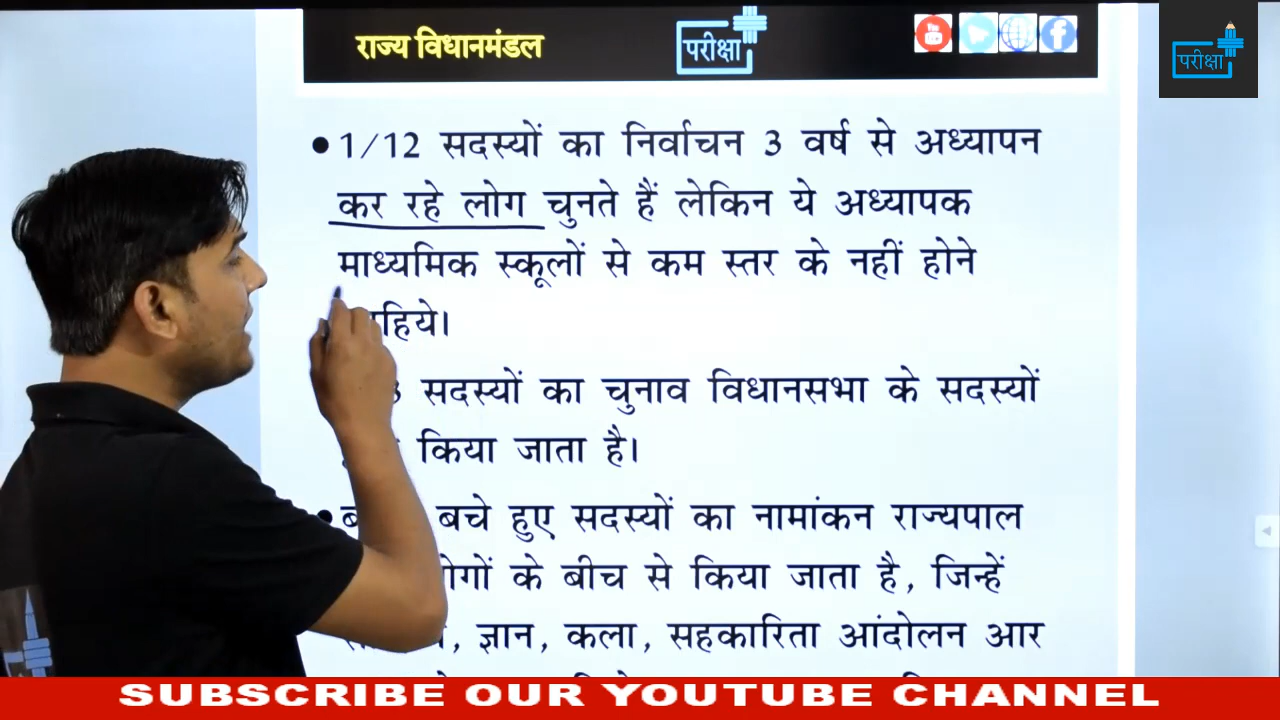 राज्य विधानमंडल
परीक्षा
You
परीक्षा
• 1/12 सदस्यों का निर्वाचन 3 वर्ष से अध्यापन
कर रहे लोग चुनते हैं लेकिन ये अध्यापक
माध्यमिक स्कूलों से कम स्तर के नहीं होने
हिये।
सदस्यों का चुनाव विधानसभा के सदस्यों
किया जाता है।
• बचे हुए सदस्यों का नामांकन राज्यपाल
के बीच से किया जाता है, जिन्हें
ज्ञान, कला, सहकारिता आंदोलन आर
SUBSCRIBE OUR YOUTUBE CHANNEL